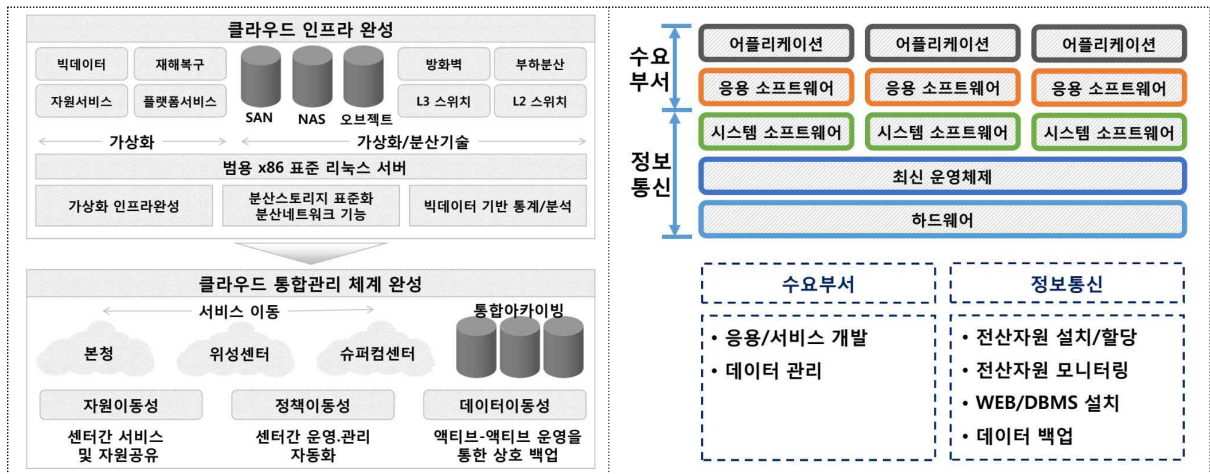 클라우드 인프라 완성
빅데이터
재해복구
자원서비스
플랫폼서비스
SAN
NAS
오브젝트
방화벽
부하분산
L3 스위치
L2 스위치
가상화
가상화/분산기술
범용 x86 표준 리눅스 서버
가상화 인프라완성
분산스토리지 표준화
분산네트워크 기능
빅데이터 기반 통계/분석
클라우드 통합관리 체계 완성
서비스 이동
통합아카이빙
본청
위성센터
슈퍼컴센터
자원이동성
정책이동성
데이터이동성
센터간 서비스
및 자원공유
센터간 운영.관리
자동화
액티브-액티브 운영을
통한 상호 백업
수요
부서
어플리케이션
어플리케이션
어플리케이션
응용 소프트웨어
응용 소프트웨어
응용 소프트웨어
정보
통신
시스템 소프트웨어
시스템 소프트웨어
시스템 소프트웨어
최신 운영체제
하드웨어
수요부서
• 응용/서비스 개발
• 데이터 관리
정보통신
• 전산자원 설치/할당
• 전산자원 모니터링
• WEB/DBMS 설치
• 데이터 백업